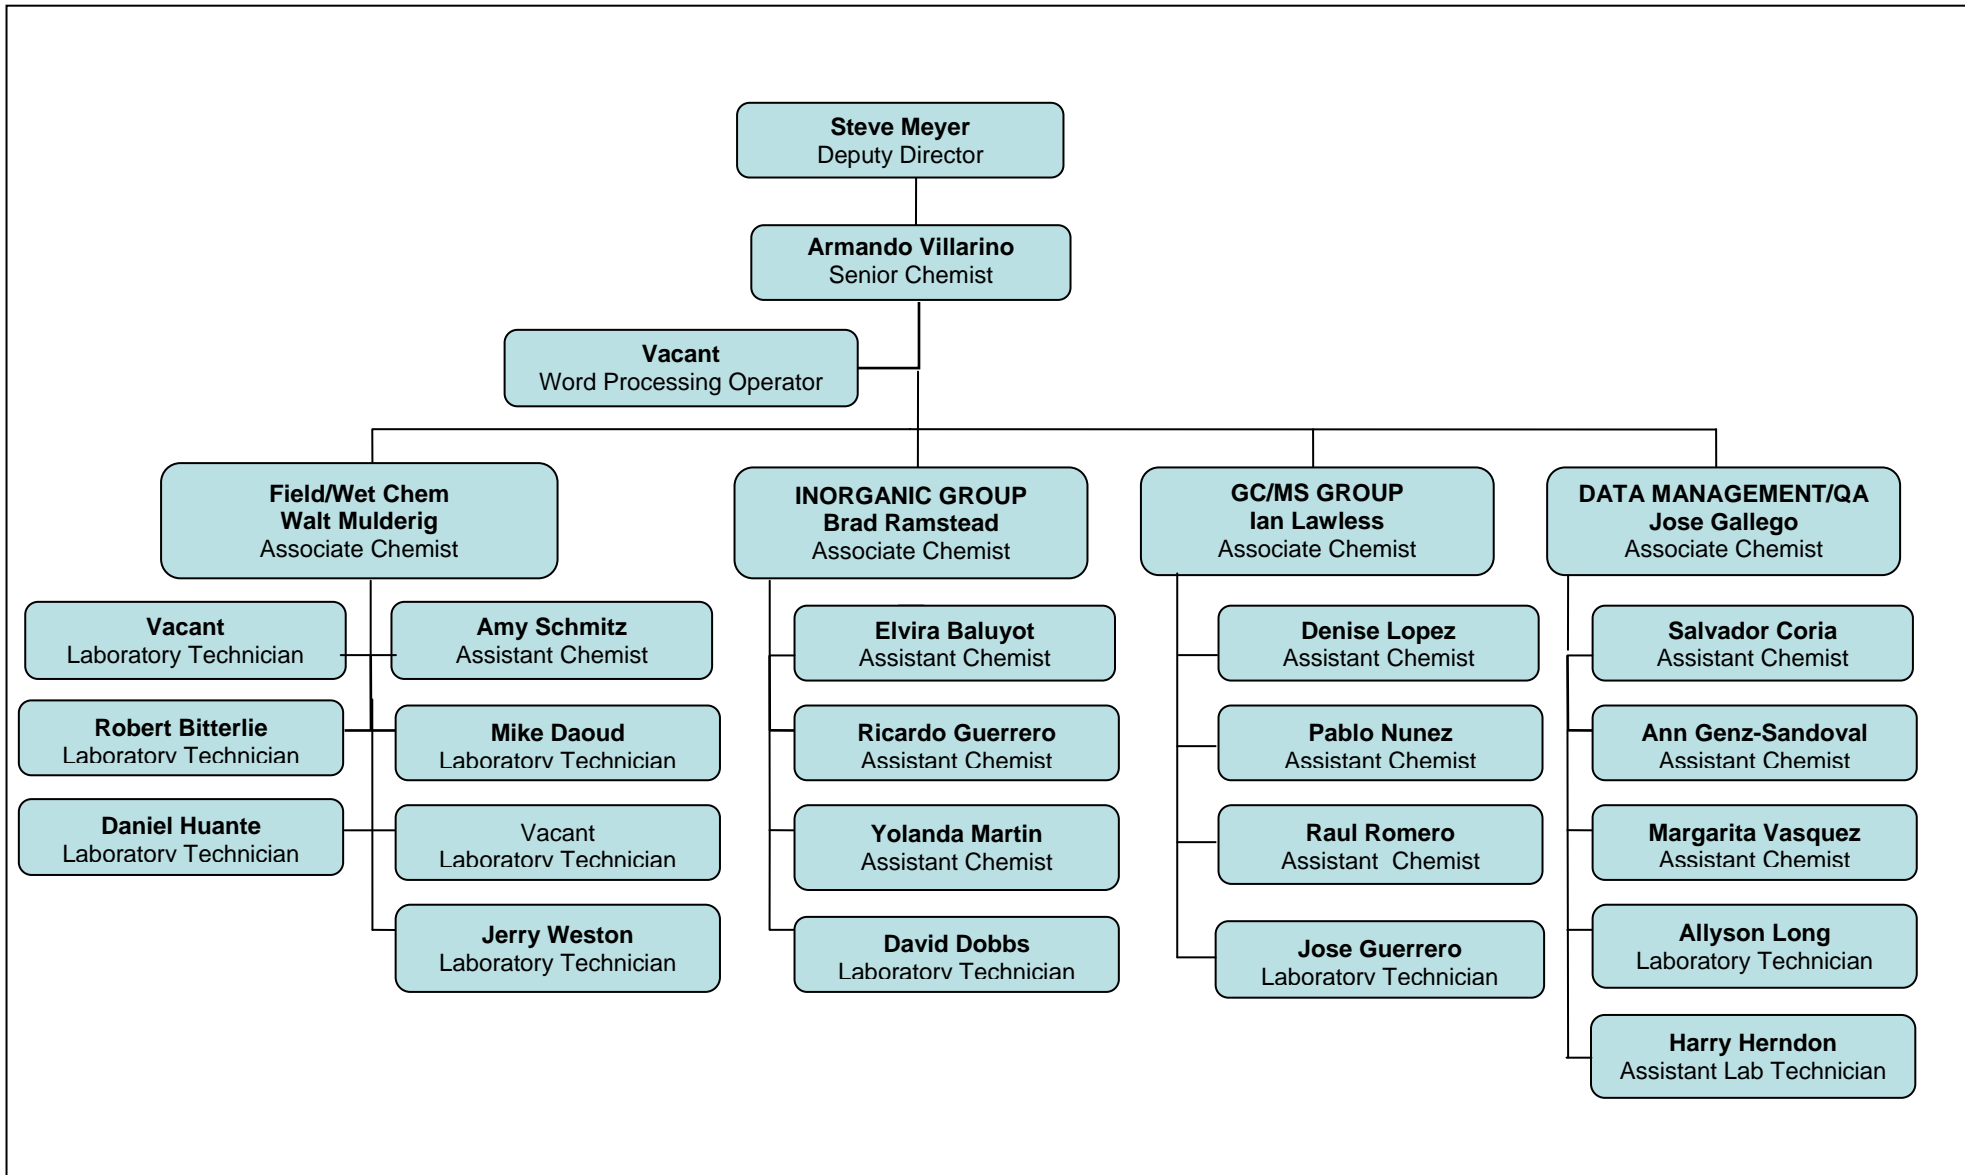 Steve Meyer
Deputy Director
Armando Villarino
Senior Chemist
Vacant
Word Processing Operator
Field/Wet Chem
Walt Mulderig
Associate Chemist
INORGANIC GROUP
Brad Ramstead
Associate Chemist
GC/MS GROUP
Ian Lawless
Associate Chemist
DATA MANAGEMENT/QA
Jose Gallego
Associate Chemist
Vacant
Laboratory Technician
Amy Schmitz
Assistant Chemist
Robert Bitterlie
Laboratory Technician
Mike Daoud
Laboratory Technician
Daniel Huante
Laboratory Technician
Vacant
Laboratory Technician
Jerry Weston
Laboratory Technician
Elvira Baluyot
Assistant Chemist
Ricardo Guerrero
Assistant Chemist
Yolanda Martin
Assistant Chemist
David Dobbs
Laboratory Technician
Denise Lopez
Assistant Chemist
Pablo Nunez
Assistant Chemist
Raul Romero
Assistant  Chemist
Jose Guerrero
Laboratory Technician
Salvador Coria
Assistant Chemist
Ann Genz-Sandoval
Assistant Chemist
Margarita Vasquez
Assistant Chemist
Allyson Long
Laboratory Technician
Harry Herndon
Assistant Lab Technician